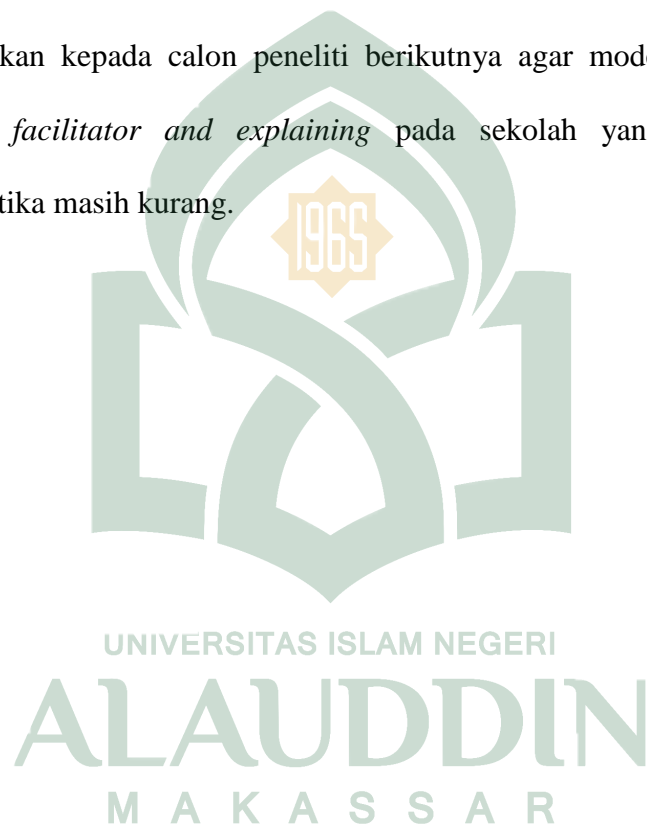 kan kepada calon peneliti berikutnya agar mode
facilitator and explaining pada sekolah yan
tika masih kurang.
1965
UNIVERSITAS ISLAM NEGERI
ALAUDDIN
MAKASSAR